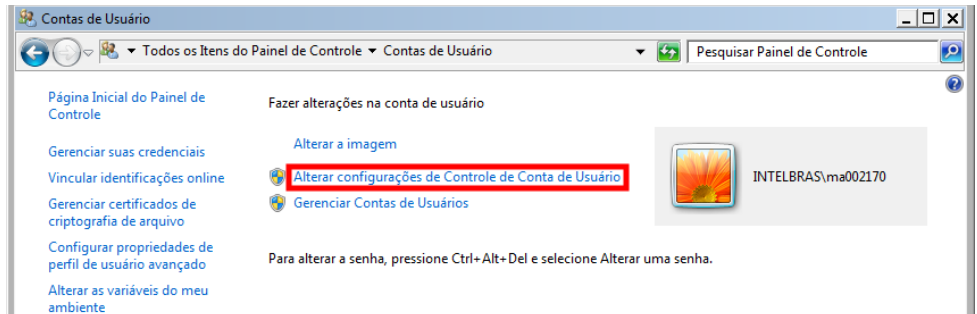 Contas de Usuário
Todos os Itens do Painel de Controle Contas de Usuário
Pesquisar Painel de Controle
Página Inicial do Painel de
Controle
Gerenciar suas credenciais
Vincular identificações online
Gerenciar certificados de
criptografia de arquivo
Configurar propriedades de
perfil de usuário avançado
Alterar as variáveis do meu
ambiente
Fazer alterações na conta de usuário
Alterar a imagem
Alterar configurações de Controle de Conta de Usuário
Gerenciar Contas de Usuários
Para alterar a senha, pressione Ctrl+Alt+Del e selecione Alterar uma senha.
INTELBRAS\ma002170